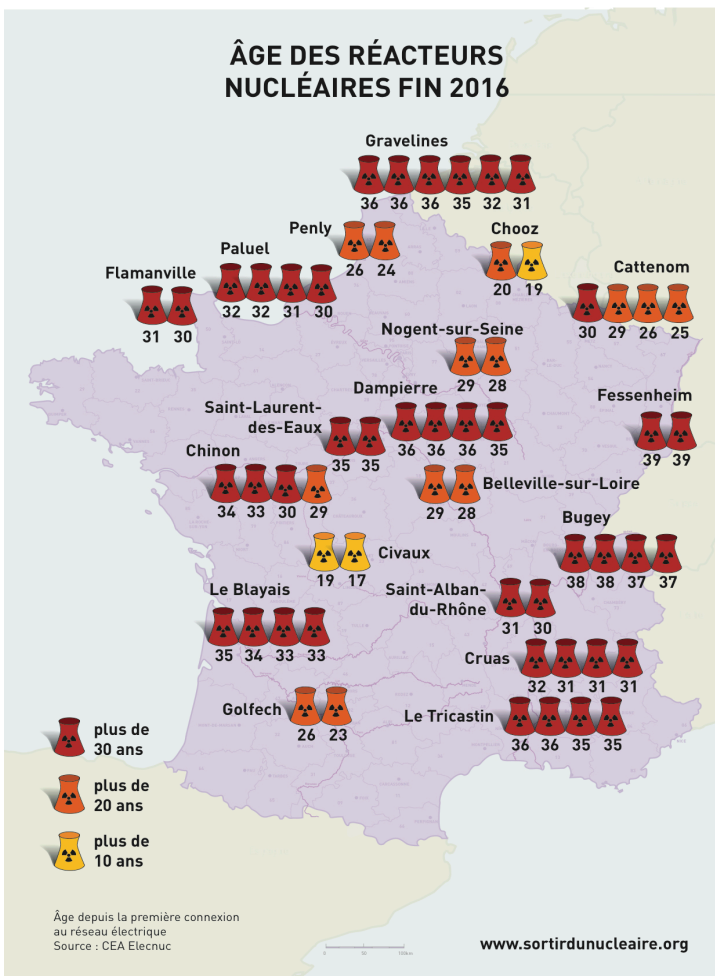 ÂGE DES RÉACTEURS
NUCLÉAIRES FIN 2016
Gravelines
36 36 36 35 32 31
Penly
26 24
Chooz
20 19
Paluel
32 32 31 30
Flamanville
31 30
Cattenom
30 29 26 25
Nogent-sur-Seine
29 28
Dampierre
36 36 36 35
Saint-Laurent-
des-Eaux
35 35
Fessenheim
39 39
Chinon
34 33 30 29
Belleville-sur-Loire
29 28
Bugey
38 38 37 37
Civaux
19 17
Saint-Alban-
du-Rhône
31 30
Le Blayais
35 34 33 33
Cruas
32 31 31 31
Golfech
26 23
Le Tricastin
36 36 35 35
plus de
30 ans
plus de
20 ans
plus de
10 ans
Âge depuis la première connexion
au réseau électrique
Source : CEA Elecnuc
0 50 100km
www.sortirdunucleaire.org